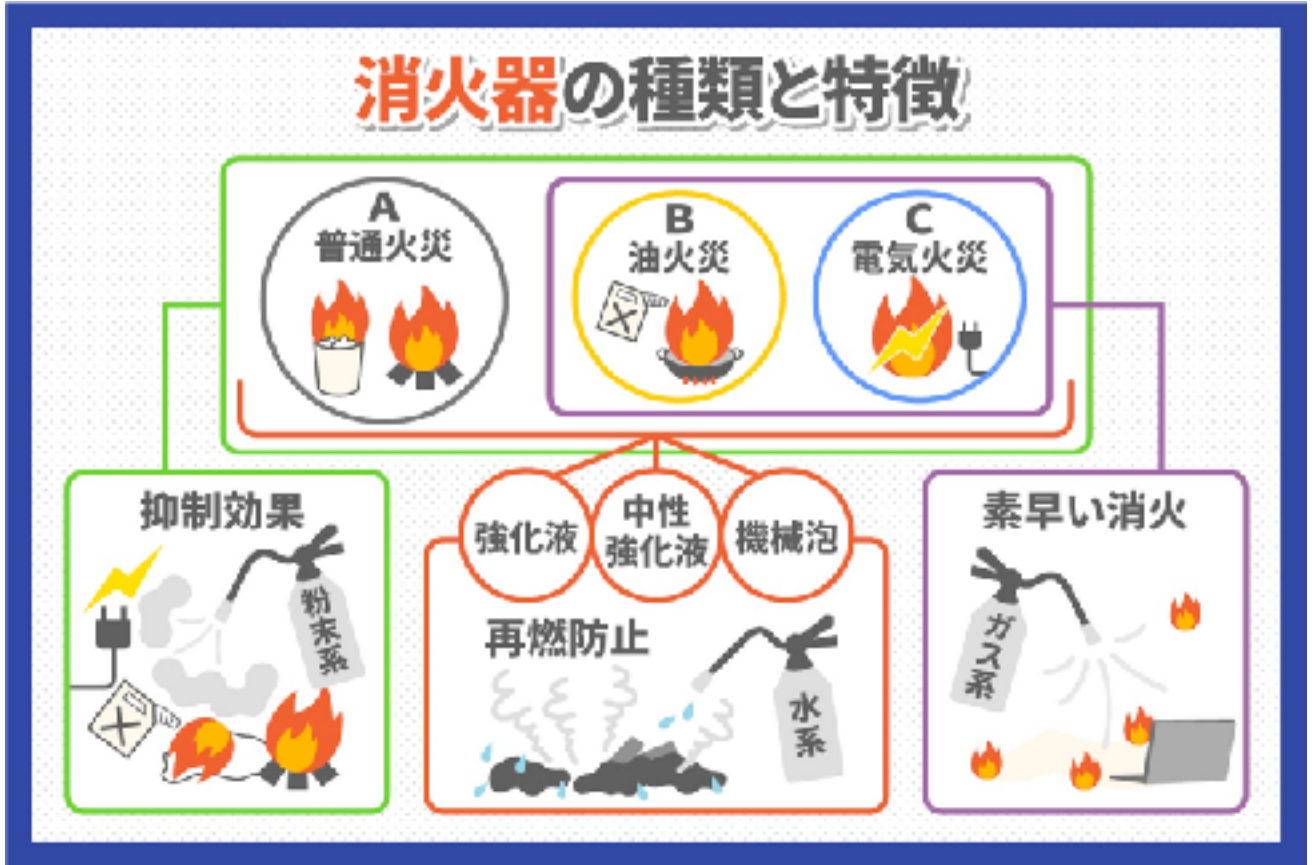 消火器の種類と特徴
A
普通火災
B
油火災
C
電気火災
抑制効果
粉末系
強化液
中性
強化液
機械泡
再燃防止
水系
素早い消火
ガス系